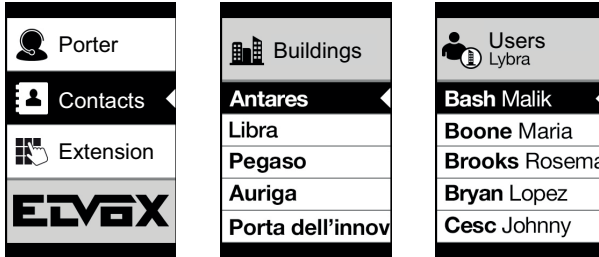 Porter
Contacts
Extension
ELVOX
Buildings
Antares
Libra
Pegaso
Auriga
Porta dell'innov
Users
Lybra
Bash Malik
Boone Maria
Brooks Rosema
Bryan Lopez
Cesc Johnny